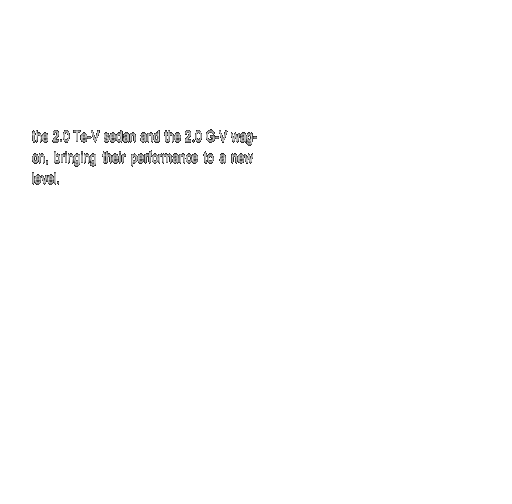 the 2.0 Te-V sedan and the 2.0 G-V wag-
on, bringing their performance to a new
level.